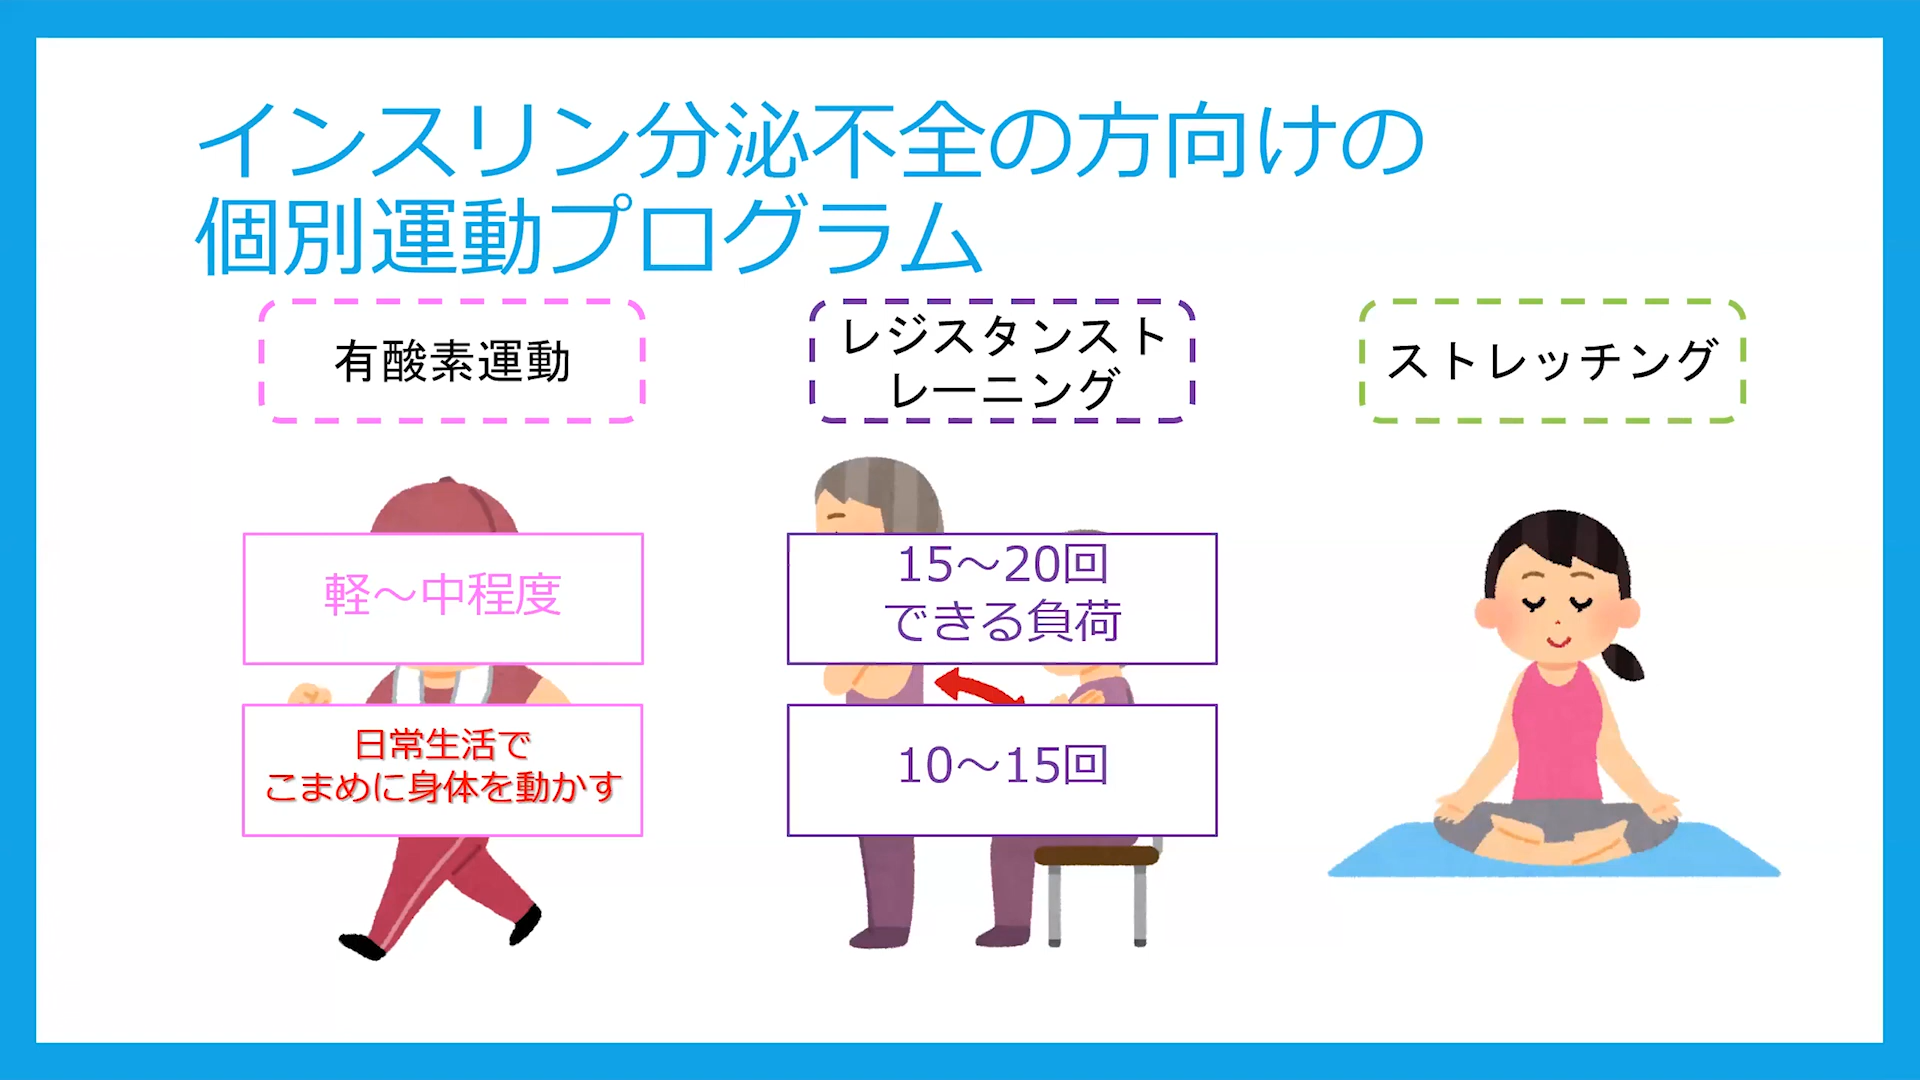 インスリン分泌不全の方向けの
個別運動プログラム
有酸素運動
軽～中程度
日常生活で
こまめに身体を動かす
レジスタンスト
レーニング
15～20回
できる負荷
10～15回
ストレッチング